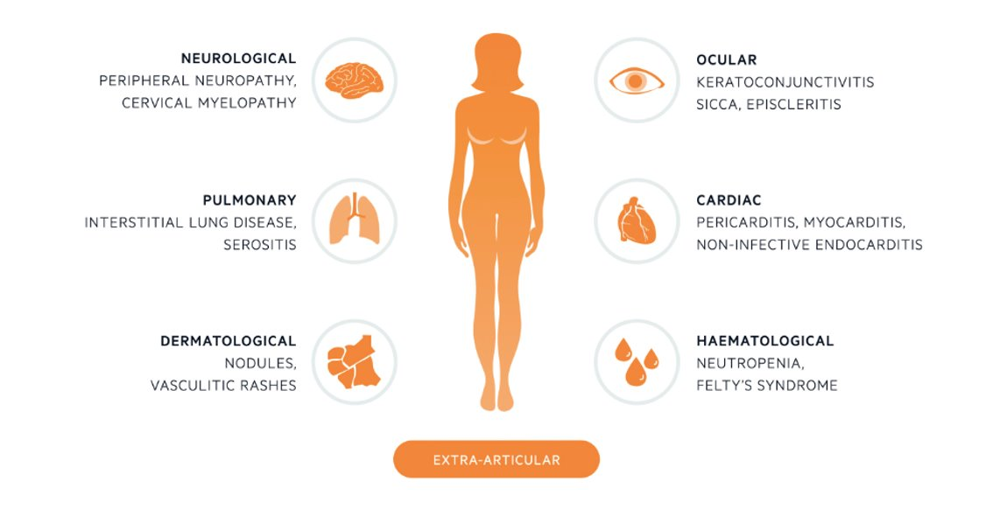 NEUROLOGICAL
PERIPHERAL NEUROPATHY,
CERVICAL MYELOPATHY
OCULAR
KERATOCONJUNCTIVITIS
SICCA, EPISCLERITIS
PULMONARY
INTERSTITIAL LUNG DISEASE,
SEROSITIS
CARDIAC
PERICARDITIS, MYOCARDITIS,
NON-INFECTIVE ENDOCARDITIS
DERMATOLOGICAL
NODULES,
VASCULITIC RASHES
HAEMATOLOGICAL
NEUTROPENIA,
FELTY'S SYNDROME
EXTRA-ARTICULAR